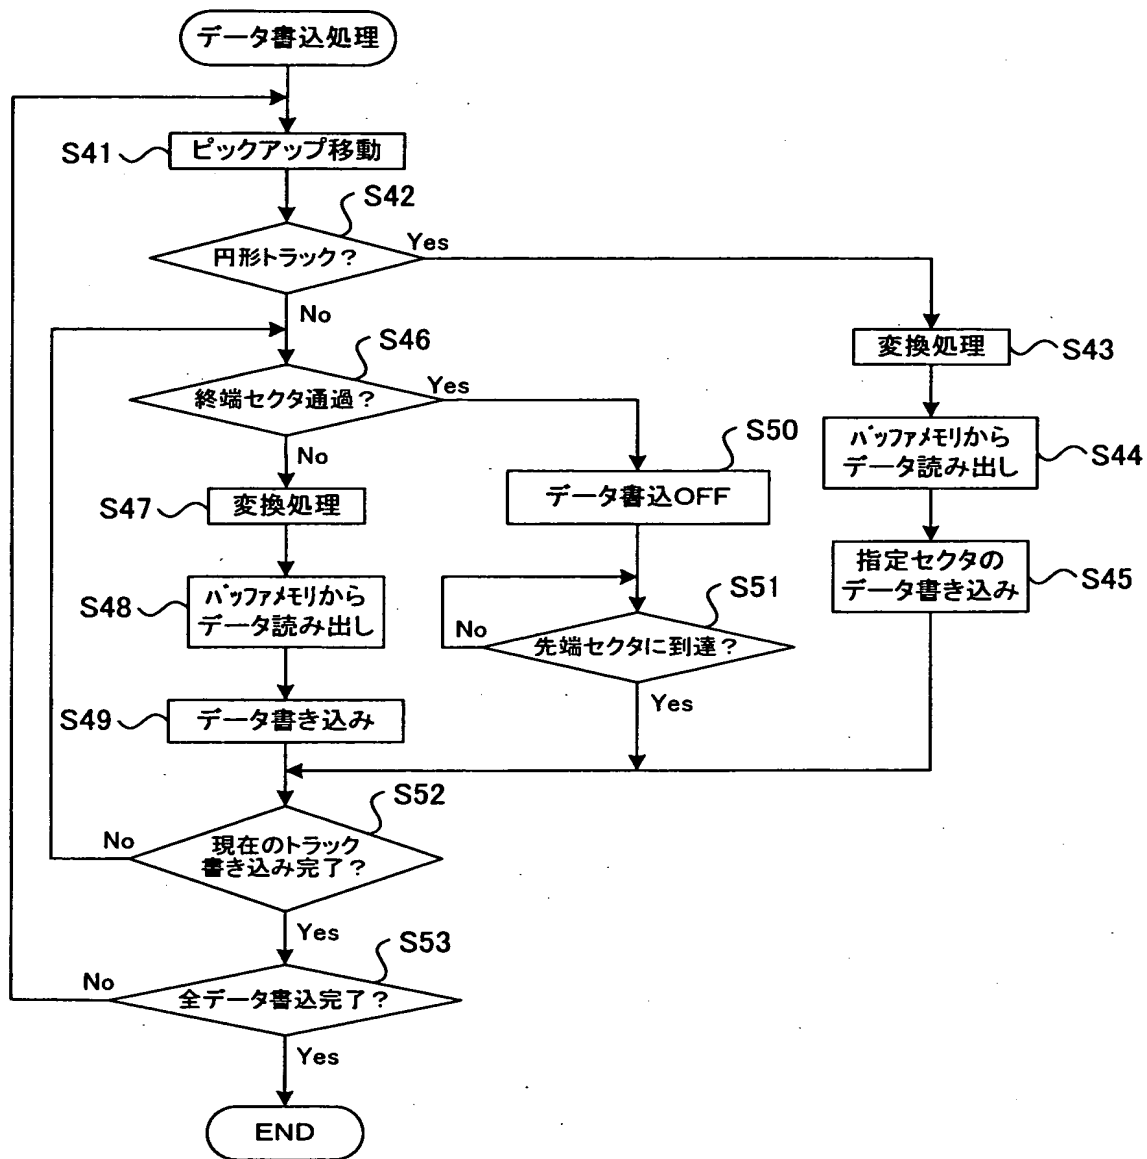 データ書込処理
S41
ピックアップ移動
S42
円形トラック？
Yes
No
S46
終端セクタ通過？
Yes
No
変換処理
S43
S50
データ書込OFF
バッファメモリから
データ読み出し
S44
S47
変換処理
指定セクタの
データ書き込み
S45
S48
バッファメモリから
データ読み出し
S51
先端セクタに到達？
No
Yes
S49
データ書き込み
S52
現在のトラック
書き込み完了？
No
Yes
S53
全データ書込完了？
No
Yes
END